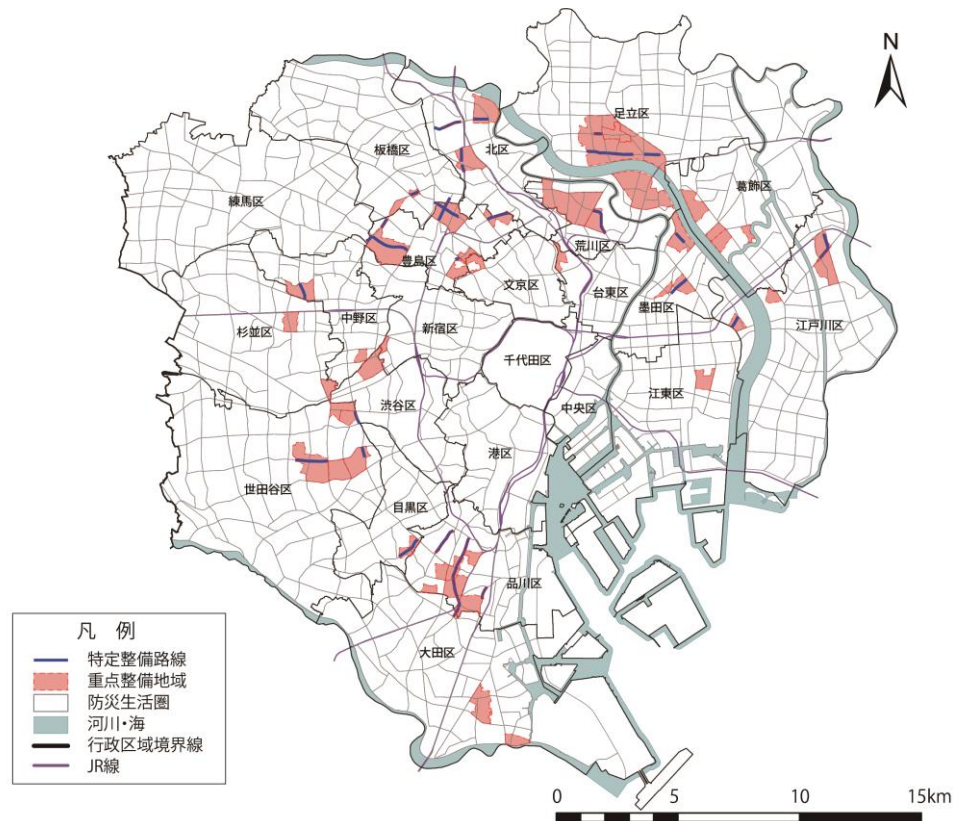 N
足立区
北区
板橋区
葛飾区
練馬区
荒川区
豊島区
文京区
台東区
墨田区
江戸川区
中野区
新宿区
杉並区
千代田区
江東区
渋谷区
中央区
港区
世田谷区
目黒区
品川区
大田区
凡 例
特定整備路線
重点整備地域
防災生活圏
河川・海
行政区域境界線
JR線
0 5 10 15km